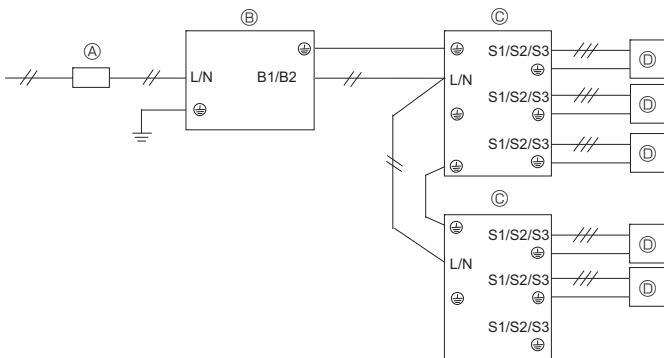 Ⓐ
Ⓑ
L/N B1/B2
Ⓒ
S1/S2/S3 Ⓓ
L/N
S1/S2/S3 Ⓓ
S1/S2/S3 Ⓓ
Ⓒ
S1/S2/S3 Ⓓ
L/N
S1/S2/S3 Ⓓ
S1/S2/S3